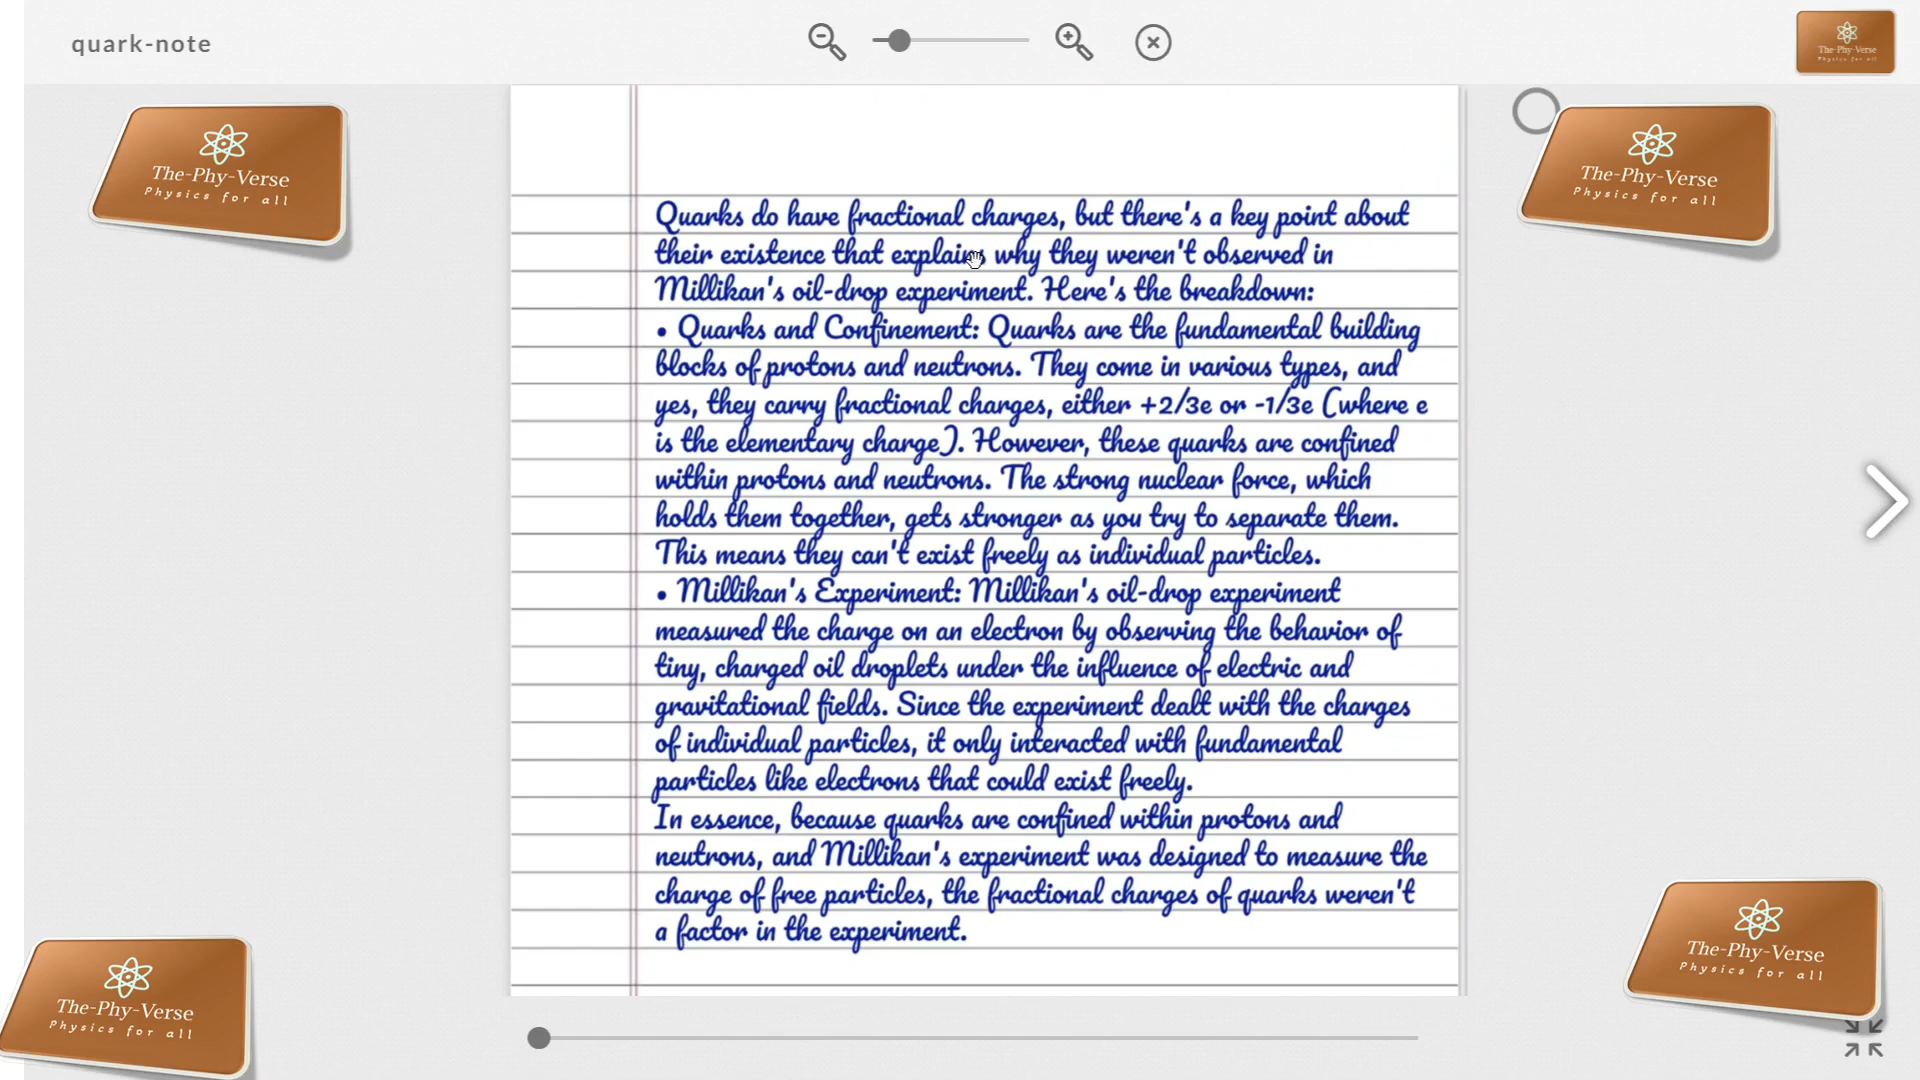 quark-note
The-Phy-Verse
Physics for all
The-Phy-Verse
Physics for all
The-Phy-Verse
Physics for all
Quarks do have fractional charges, but there's a key point about
their existence that explains why they weren't observed in
Millikan's oil-drop experiment. Here's the breakdown:
• Quarks and Confinement: Quarks are the fundamental building
blocks of protons and neutrons. They come in various types, and
yes, they carry fractional charges, either +2/3e or -1/3e (where e
is the elementary charge). However, these quarks are confined
within protons and neutrons. The strong nuclear force, which
holds them together, gets stronger as you try to separate them.
This means they can't exist freely as individual particles.
• Millikan's Experiment: Millikan's oil-drop experiment
measured the charge on an electron by observing the behavior of
tiny, charged oil droplets under the influence of electric and
gravitational fields. Since the experiment dealt with the charges
of individual particles, it only interacted with fundamental
particles like electrons that could exist freely.
In essence, because quarks are confined within protons and
neutrons, and Millikan's experiment was designed to measure the
charge of free particles, the fractional charges of quarks weren't
a factor in the experiment.
The-Phy-Verse
Physics for all
The-Phy-Verse
Physics for all